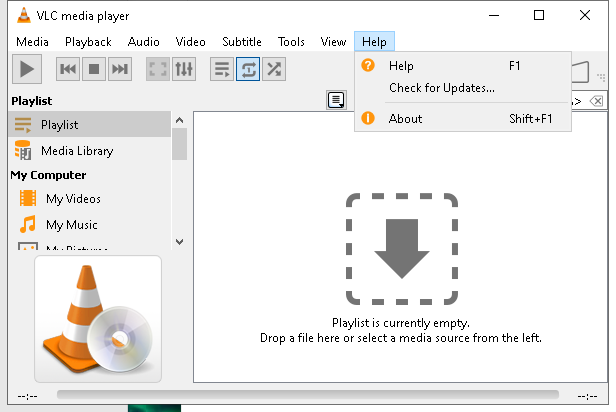 VLC media player
Media Playback Audio Video Subtitle Tools View Help
Help F1
Check for Updates...
About Shift+F1
Playlist
Playlist
Media Library
My Computer
My Videos
My Music
Playlist is currently empty.
Drop a file here or select a media source from the left.
--:-- --:--